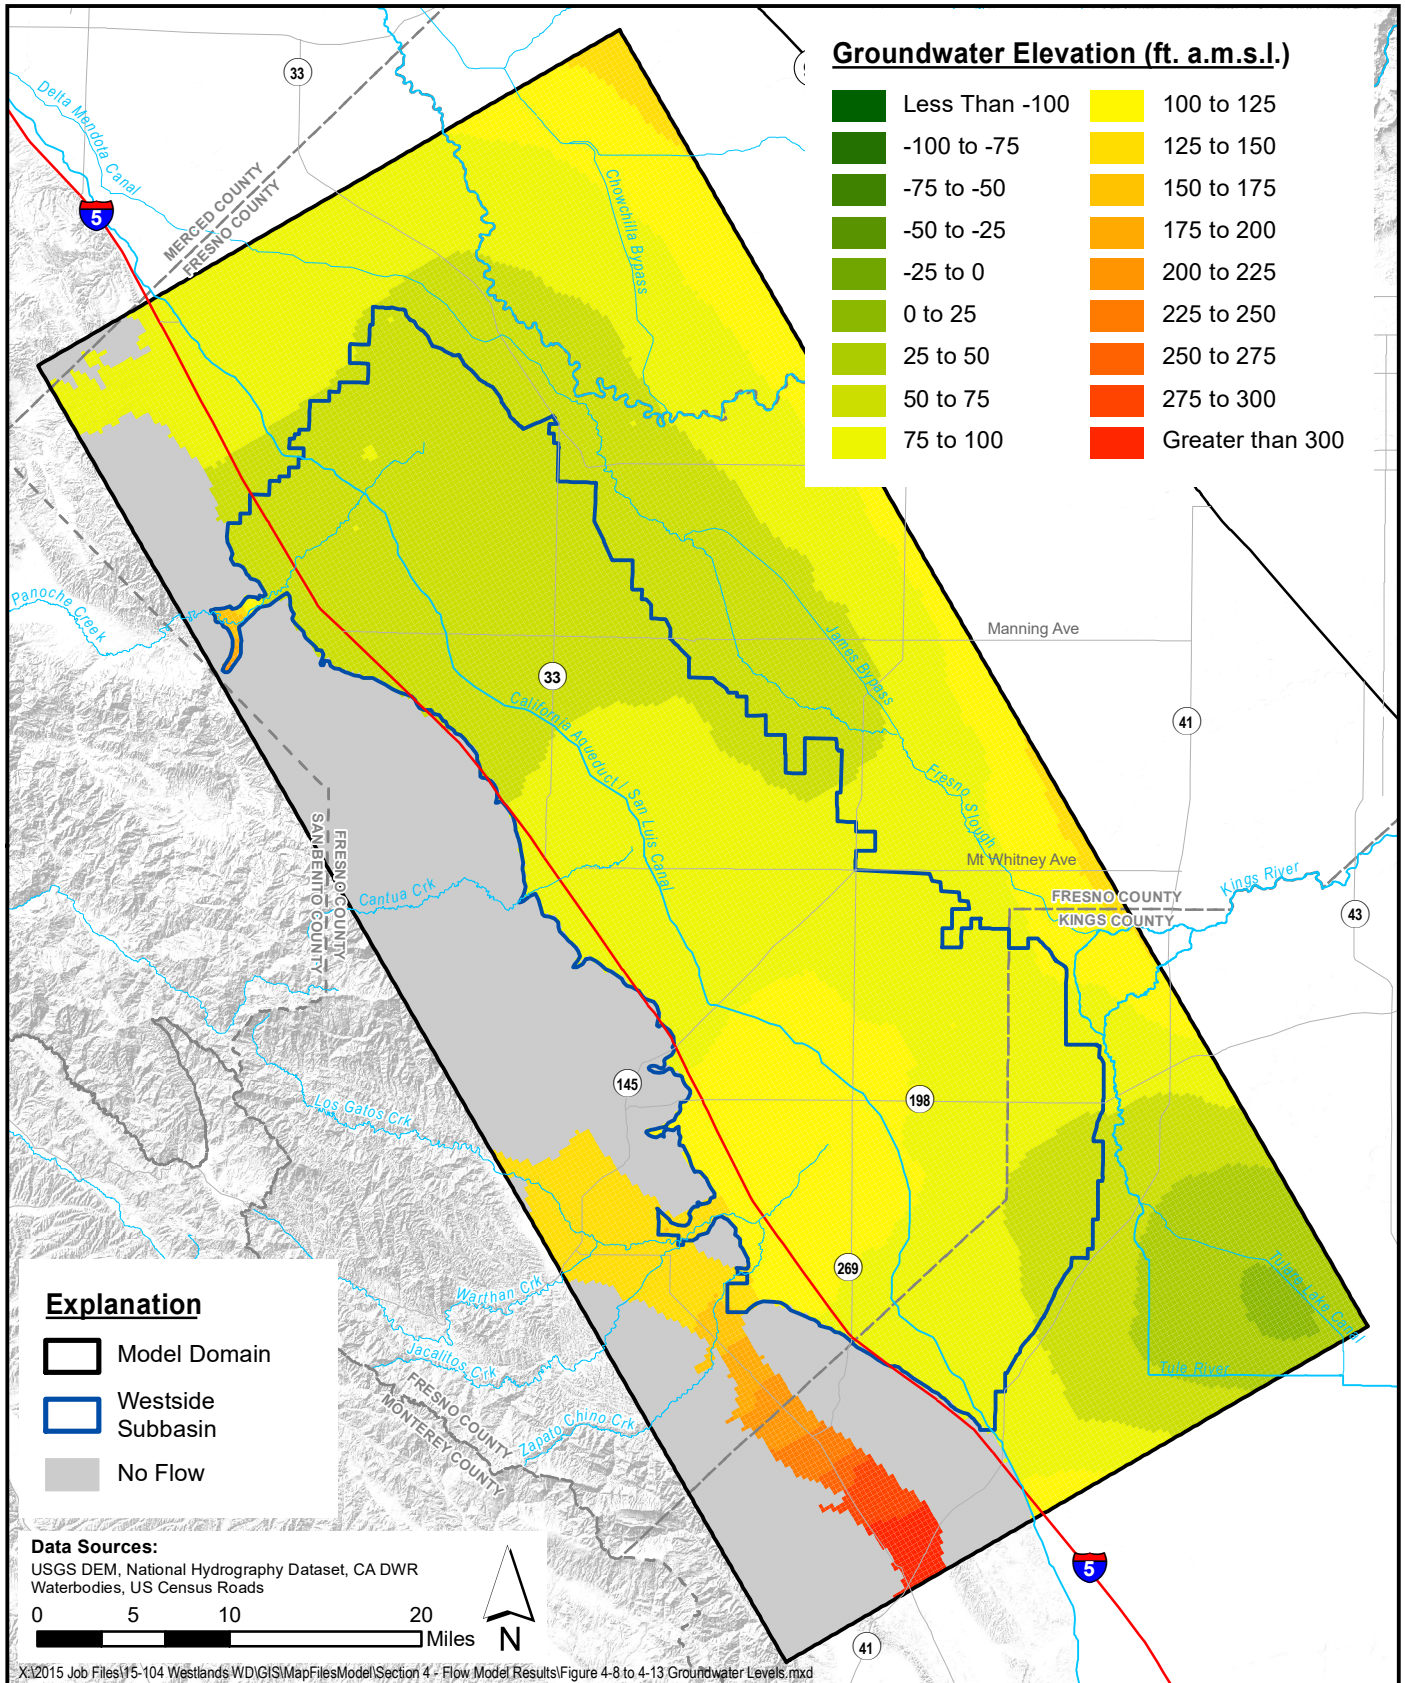 Groundwater Elevation (ft. a.m.s.l.)
Less Than -100
-100 to -75
-75 to -50
-50 to -25
-25 to 0
0 to 25
25 to 50
50 to 75
75 to 100
100 to 125
125 to 150
150 to 175
175 to 200
200 to 225
225 to 250
250 to 275
275 to 300
Greater than 300
33
Delta Mendota Canal
5
MERCED COUNTY
FRESNO COUNTY
Chowchilla Bypass
Panoche Creek
Manning Ave
James Bypass
33
California Aqueduct / San Luis Canal
41
Fresno Slough
SAN BENITO COUNTY
FRESNO COUNTY
Mt Whitney Ave
Kings River
Cantua Crk
FRESNO COUNTY
KINGS COUNTY
43
145
198
Los Gatos Crk
269
Warthan Crk
Tulare Lake Canal
Jacalitos Crk
Tule River
FRESNO COUNTY
MONTEREY COUNTY
Zapato Chino Crk
5
41
Explanation
Model Domain
Westside
Subbasin
No Flow
Data Sources:
USGS DEM, National Hydrography Dataset, CA DWR
Waterbodies, US Census Roads
0 5 10 20
Miles
N
X:\2015 Job Files\15-104 Westlands WD\GIS\MapFilesModel\Section 4 - Flow Model Results\Figure 4-8 to 4-13 Groundwater Levels.mxd